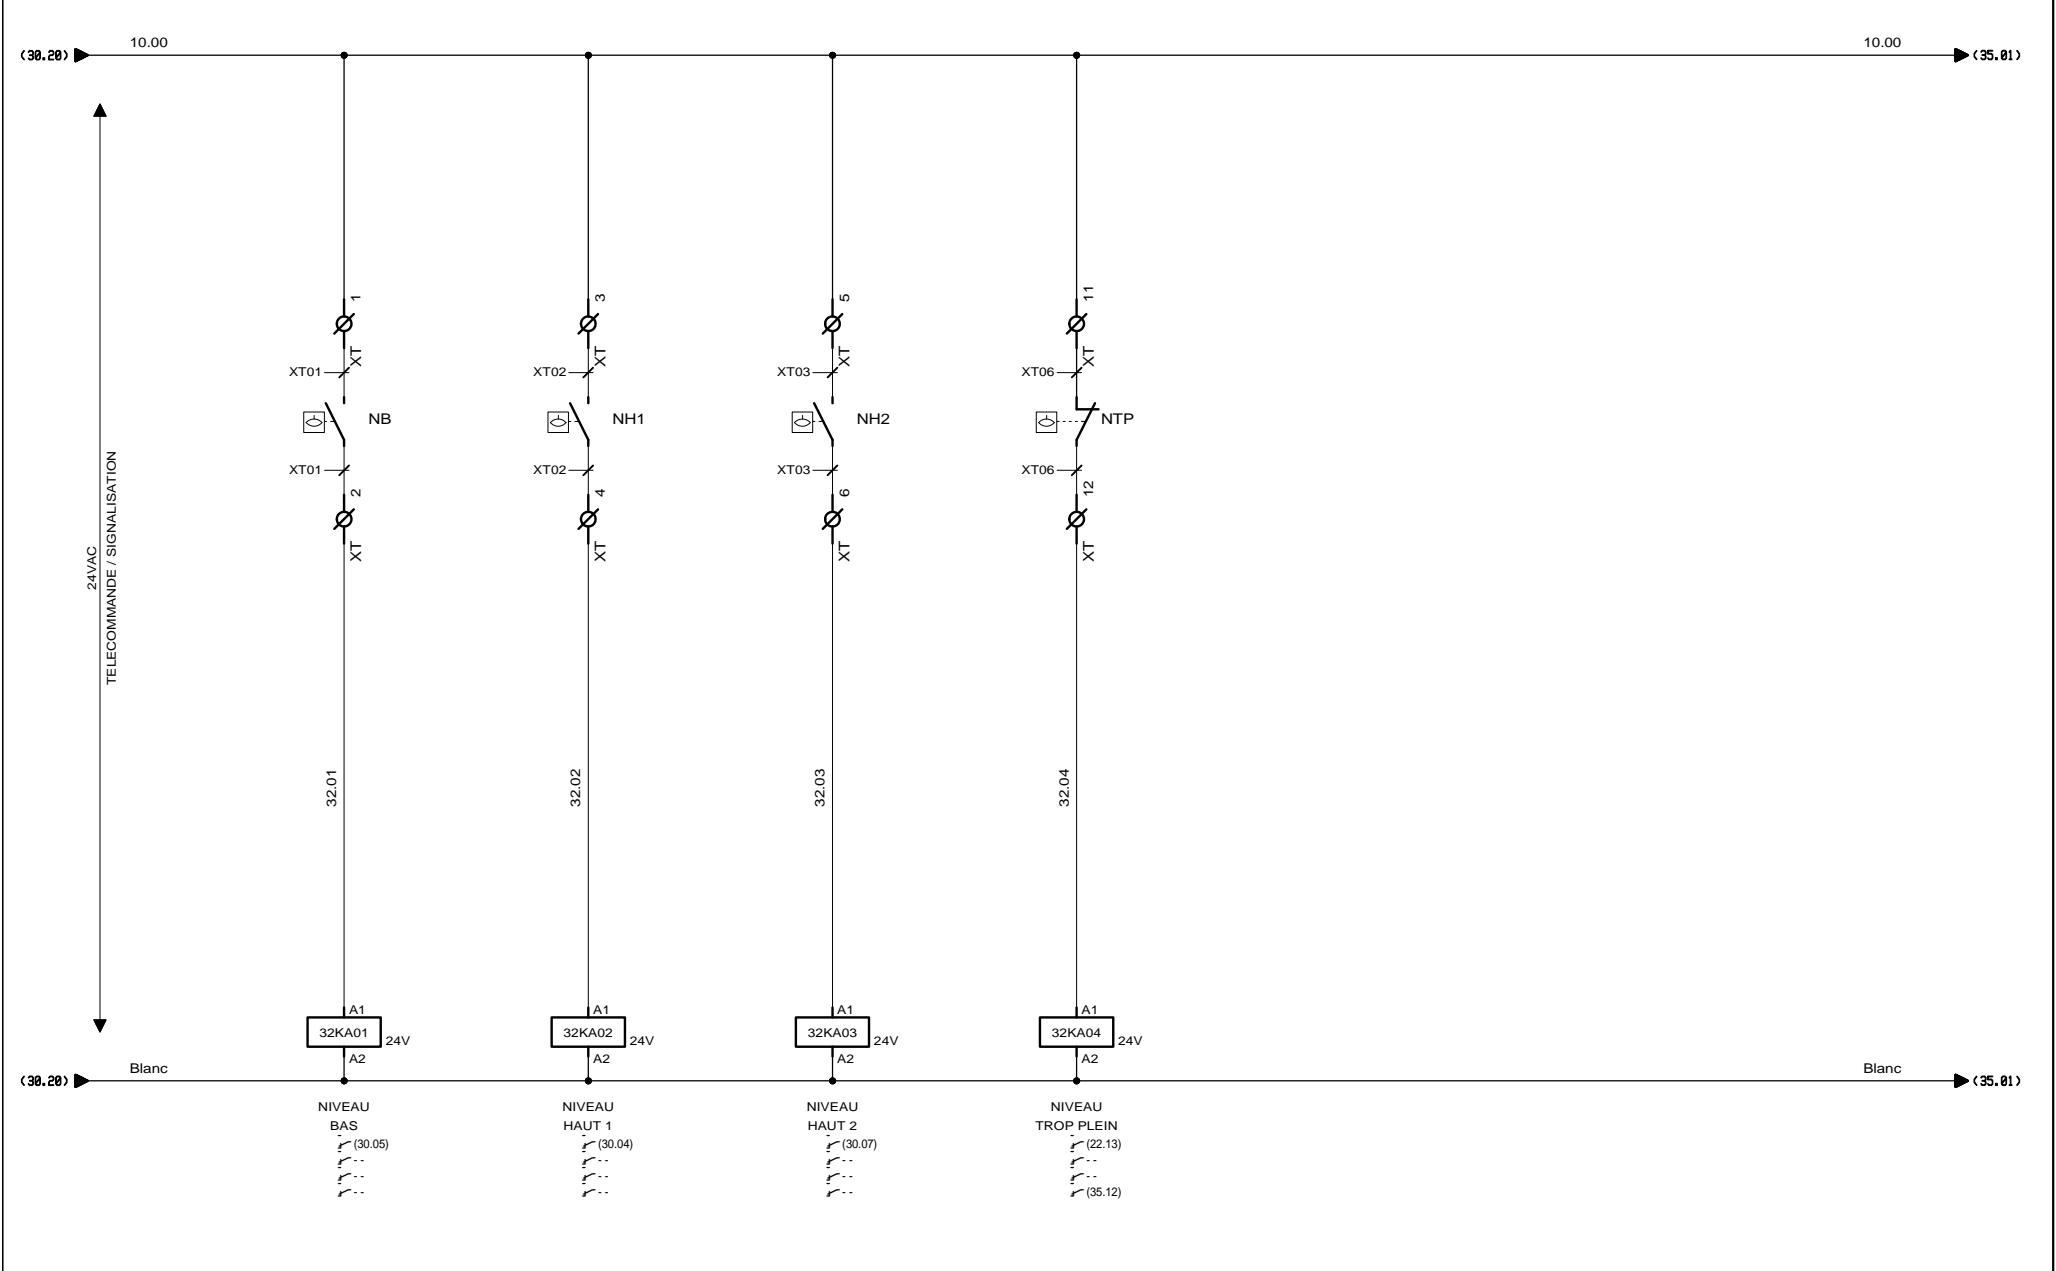 10.00 10.00
(30.20) (35.01)
24VAC
TELECOMMANDE / SIGNALISATION
1 3 5 11
XT XT XT XT
XT01 XT02 XT03 XT06
NB NH1 NH2 NTP
XT01 XT02 XT03 XT06
2 4 6 12
XT XT XT XT
32.01 32.02 32.03 32.04
A1 A1 A1 A1
32KA01 24V 32KA02 24V 32KA03 24V 32KA04 24V
A2 A2 A2 A2
Blanc Blanc
(30.20) (35.01)
NIVEAU NIVEAU NIVEAU NIVEAU
BAS HAUT 1 HAUT 2 TROP PLEIN
(30.05) (30.04) (30.07) (22.13)
-- -- -- --
-- -- -- --
-- -- -- (35.12)